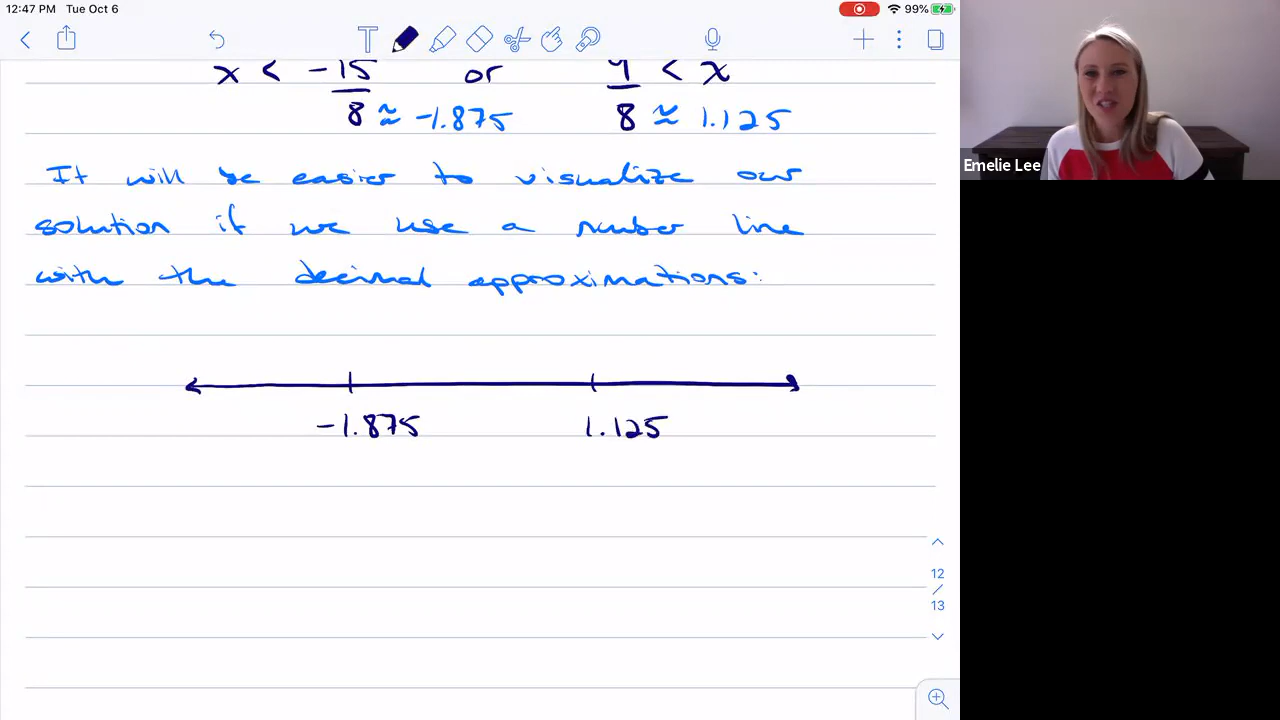 12:47 PM Tue Oct 6 99%
x < -15 or < x
8 ≈ -1.875 8 ≈ 1.125
Emelie Lee
It will be easier to visualize our
solution if we use a number line
with the decimal approximations:
-1.875 1.125
12
/
13